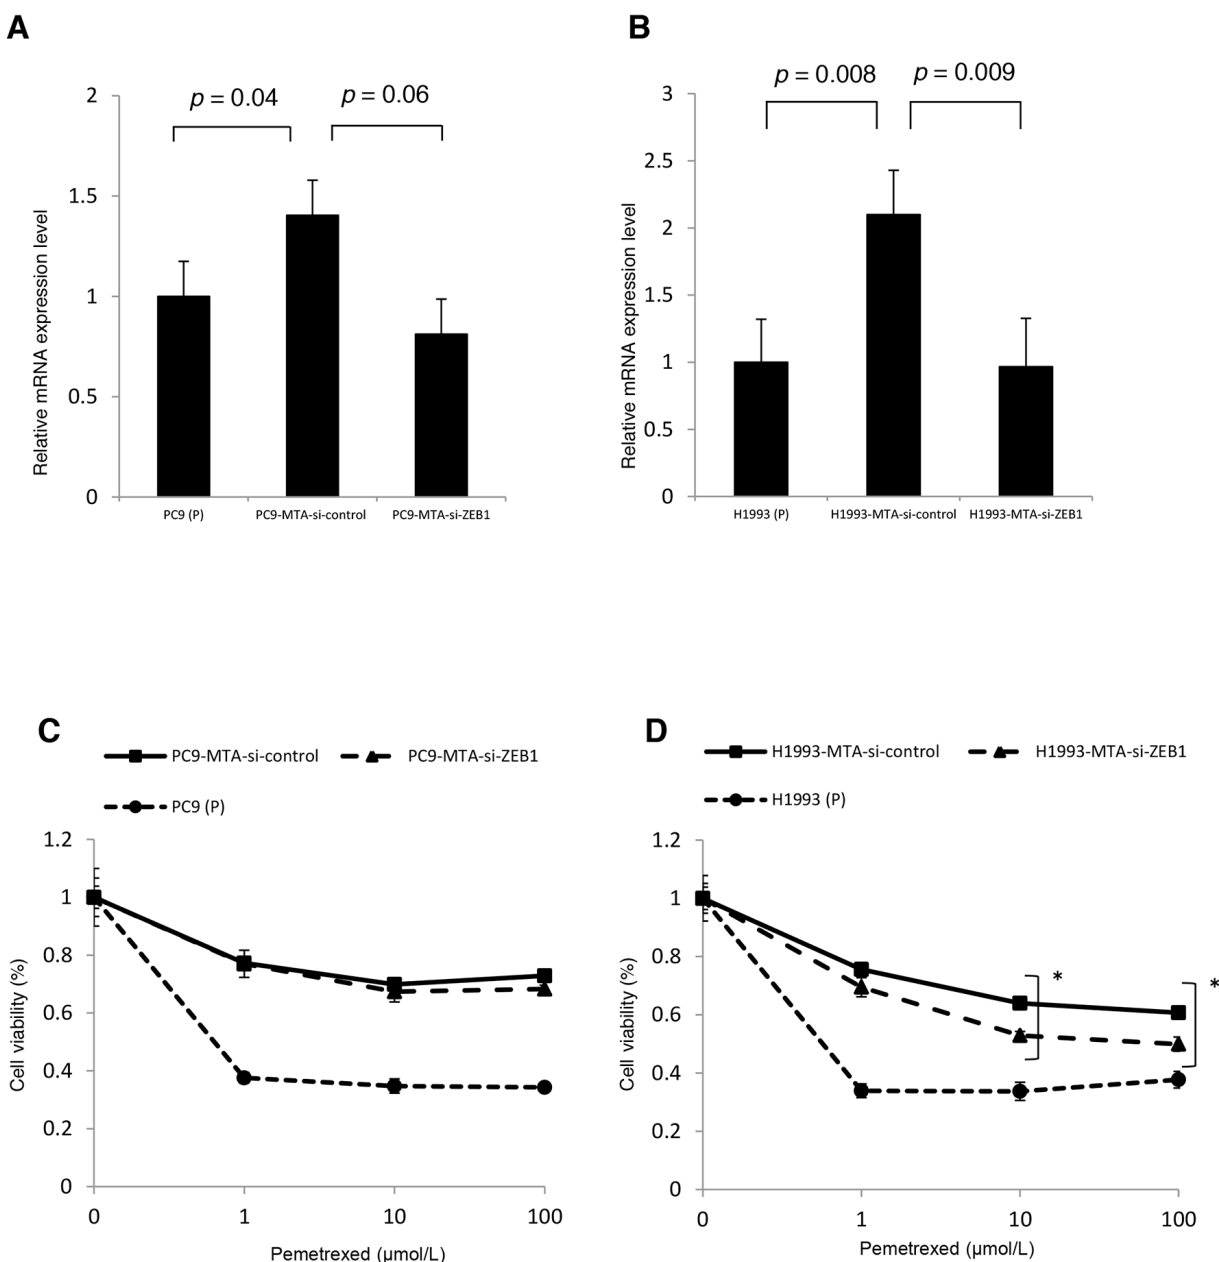 A
B
p = 0.04
p = 0.06
p = 0.008
p = 0.009
Relative mRNA expression level
2
1.5
1
0.5
0
PC9 (P)
PC9-MTA-si-control
PC9-MTA-si-ZEB1
Relative mRNA expression level
3
2.5
2
1.5
1
0.5
0
H1993 (P)
H1993-MTA-si-control
H1993-MTA-si-ZEB1
C
PC9-MTA-si-control
PC9-MTA-si-ZEB1
PC9 (P)
Cell viability (%)
1.2
1
0.8
0.6
0.4
0.2
0
0
1
10
100
Pemetrexed (µmol/L)
D
H1993-MTA-si-control
H1993-MTA-si-ZEB1
H1993 (P)
Cell viability (%)
1.2
1
0.8
0.6
0.4
0.2
0
*
*
0
1
10
100
Pemetrexed (µmol/L)